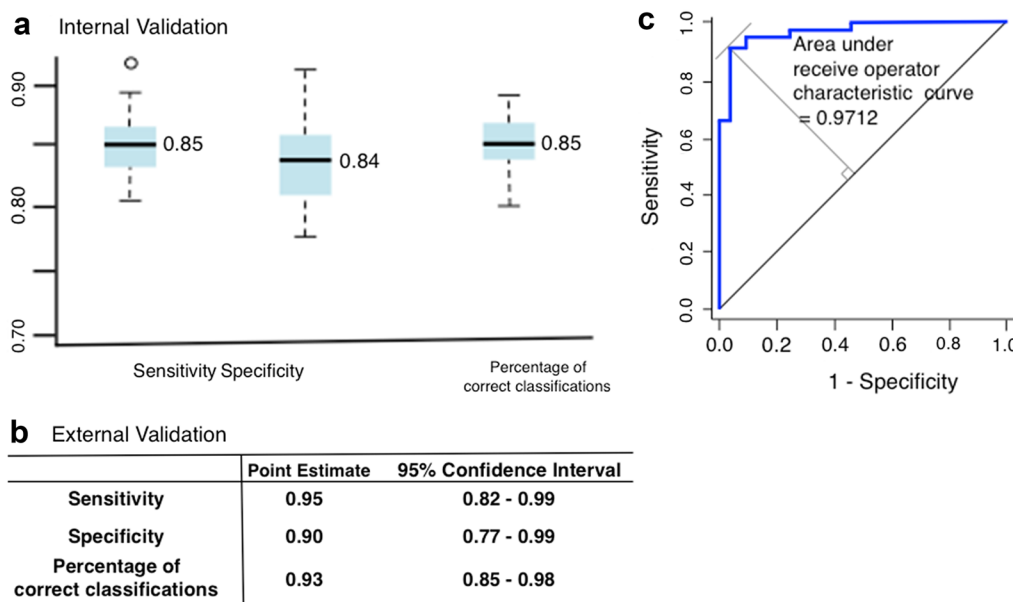 a Internal Validation
0.90
0.80
0.70
0.85
0.84
0.85
Sensitivity Specificity
Percentage of
correct classifications
b External Validation
Point Estimate 95% Confidence Interval
Sensitivity 0.95 0.82 - 0.99
Specificity 0.90 0.77 - 0.99
Percentage of
correct classifications 0.93 0.85 - 0.98
c
Sensitivity
1.0
0.8
0.6
0.4
0.2
0.0
Area under
receive operator
characteristic curve
= 0.9712
0.0 0.2 0.4 0.6 0.8 1.0
1 - Specificity